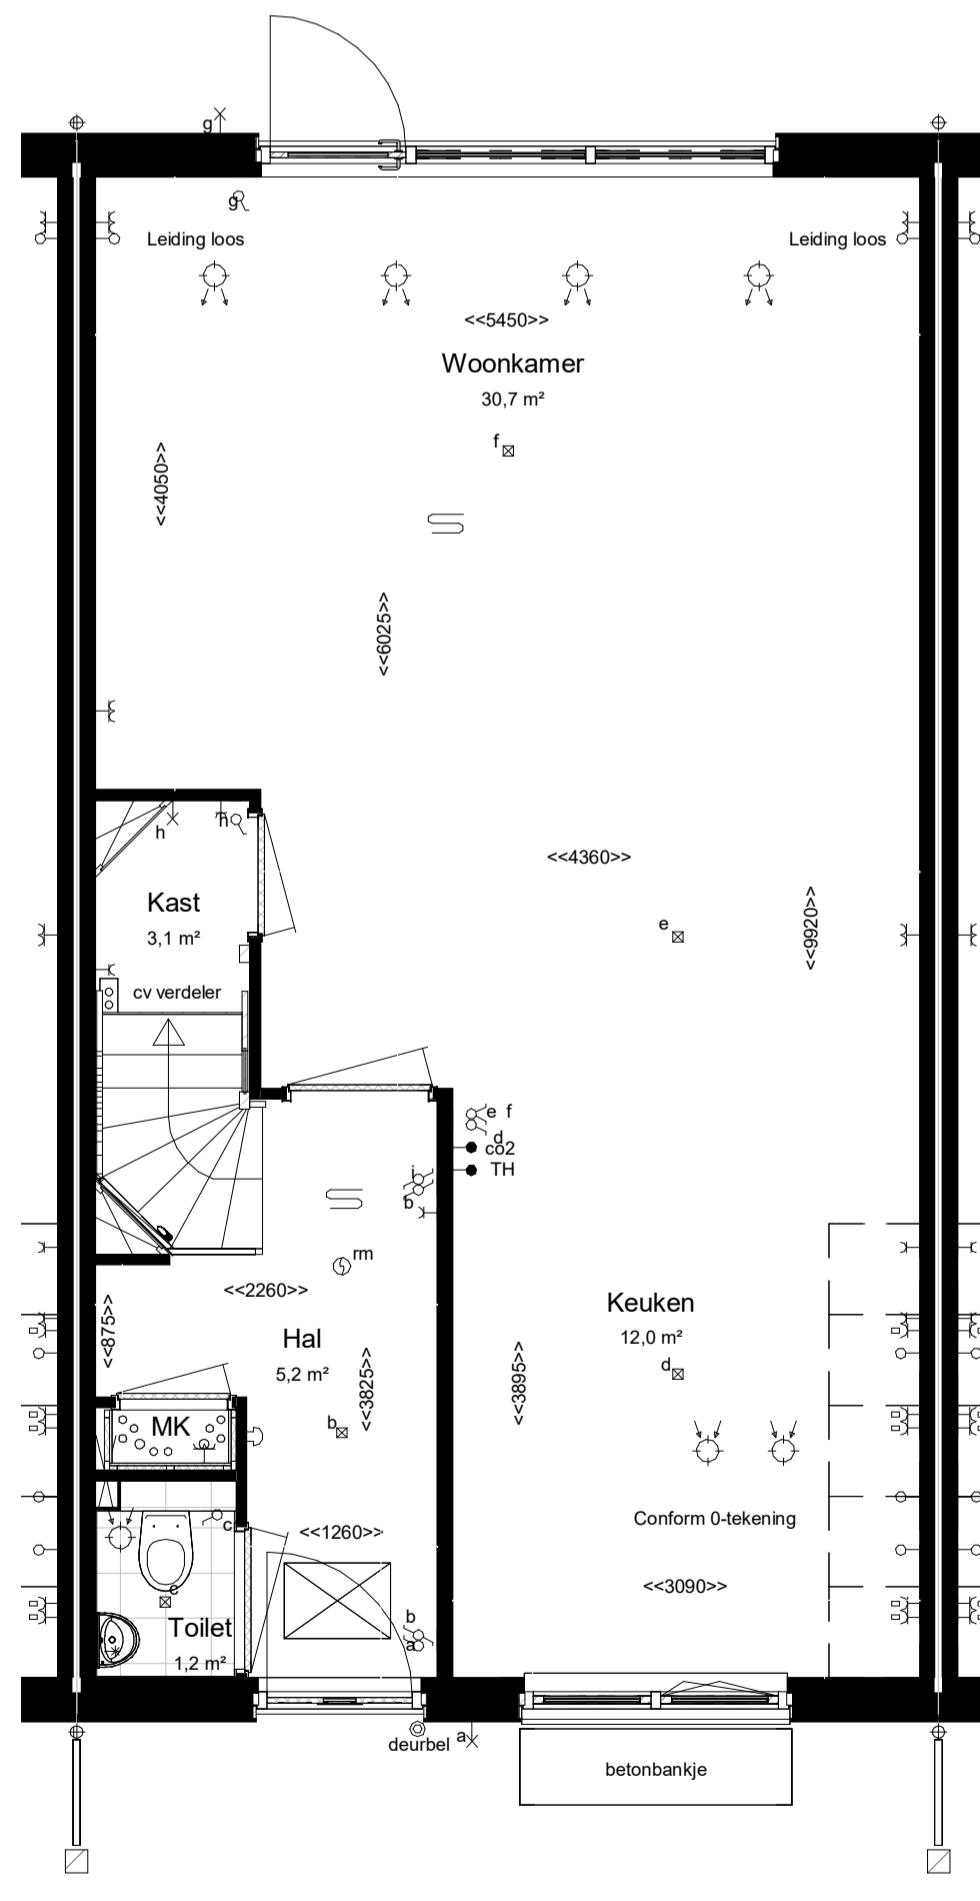 g
g
Leiding loos
Leiding loos
<<5450>>
Woonkamer
30,7 m²
f
<<4050>>
<<6025>>
h
h
<<4360>>
Kast
3,1 m²
e
<<9920>>
cv verdeler
e f
d
co2
TH
i
b
rm
<<2260>>
<<875>>
Hal
5,2 m²
<<3825>>
Keuken
12,0 m²
d
<<3895>>
MK
b
Conform 0-tekening
c
<<1260>>
<<3090>>
c
Toilet
1,2 m²
b
a
deurbel
a
betonbankje